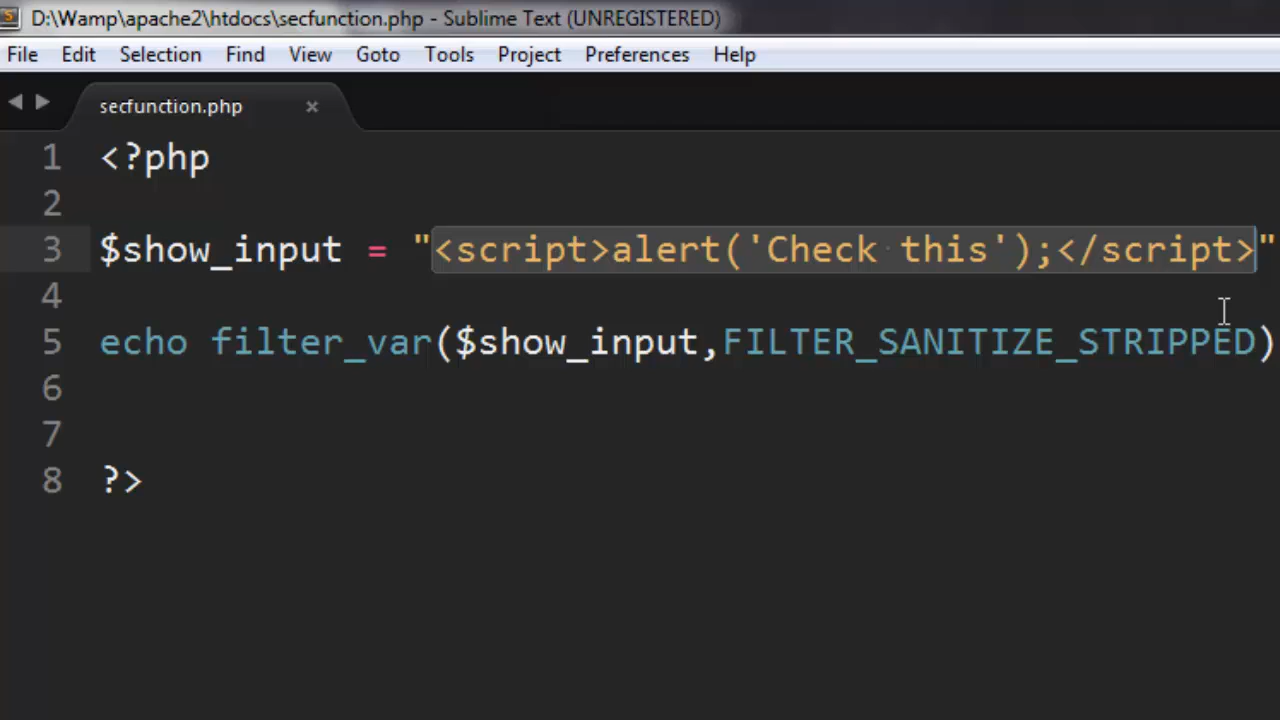 D:\Wamp\apache2\htdocs\secfunction.php - Sublime Text (UNREGISTERED)
File Edit Selection Find View Goto Tools Project Preferences Help
secfunction.php ×
1 <?php
2
3 $show_input = "<script>alert('Check this');</script>"
4
5 echo filter_var($show_input,FILTER_SANITIZE_STRIPPED)
6
7
8 ?>